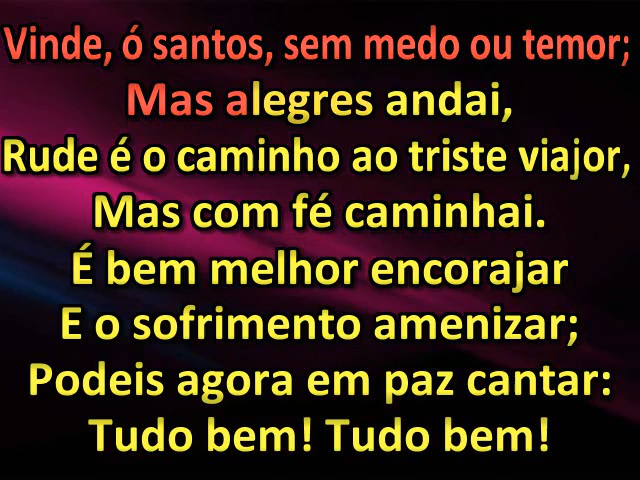 Vinde, ó santos, sem medo ou temor;
Mas alegres andai,
Rude é o caminho ao triste viajor,
Mas com fé caminhai.
É bem melhor encorajar
E o sofrimento amenizar;
Podeis agora em paz cantar:
Tudo bem! Tudo bem!